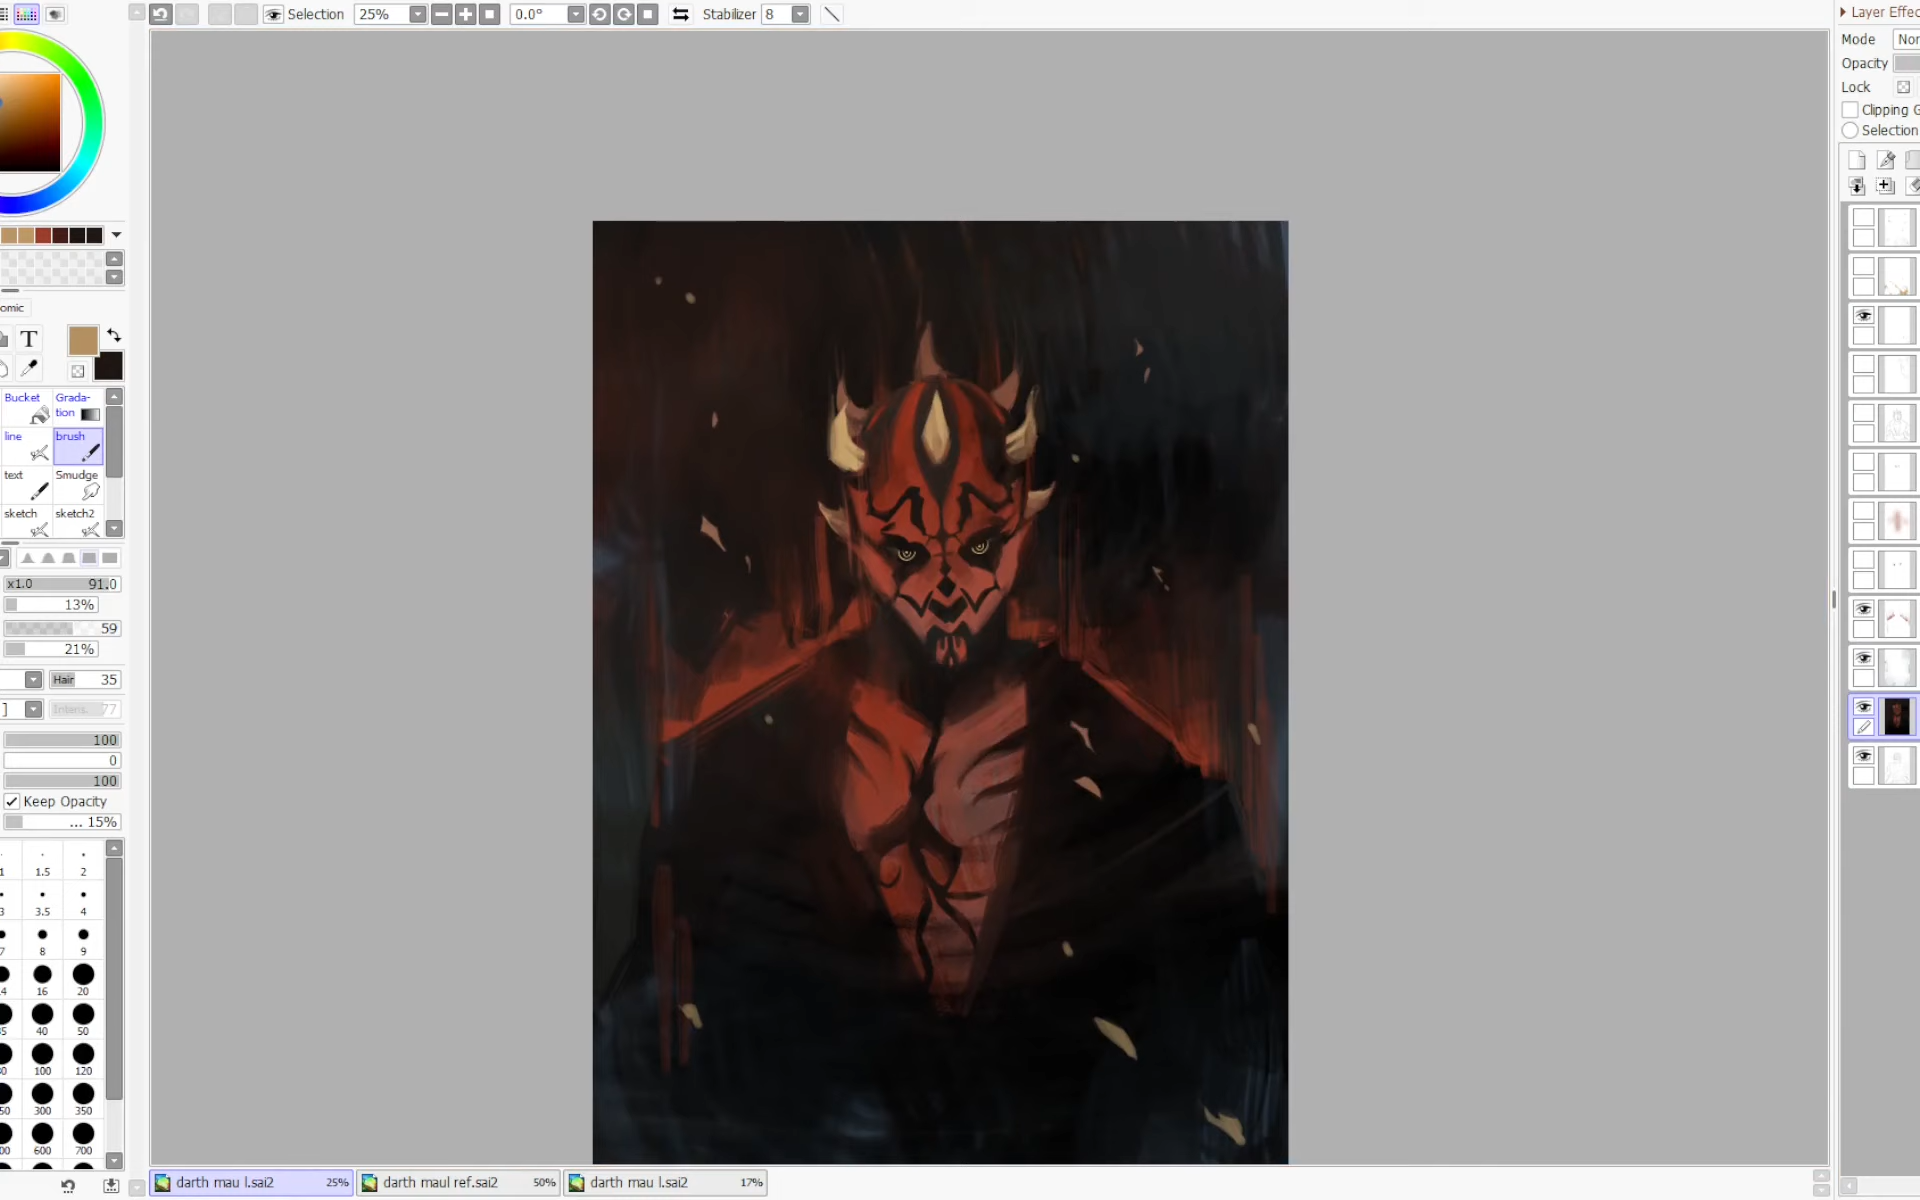 Selection 25% 0.0° Stabilizer 8
Layer Effec
Mode Nor
Opacity
Lock
Clipping G
Selection
omic
T
Bucket Grada-
tion
line brush
text Smudge
sketch sketch2
x1.0 91.0
13%
59
21%
Hair 35
] Intens. 77
100
0
100
Keep Opacity
... 15%
1 1.5 2
3 3.5 4
7 8 9
4 16 20
5 40 50
0 100 120
50 300 350
00 600 700
darth mau l.sai2 25% darth maul ref.sai2 50% darth mau l.sai2 17%